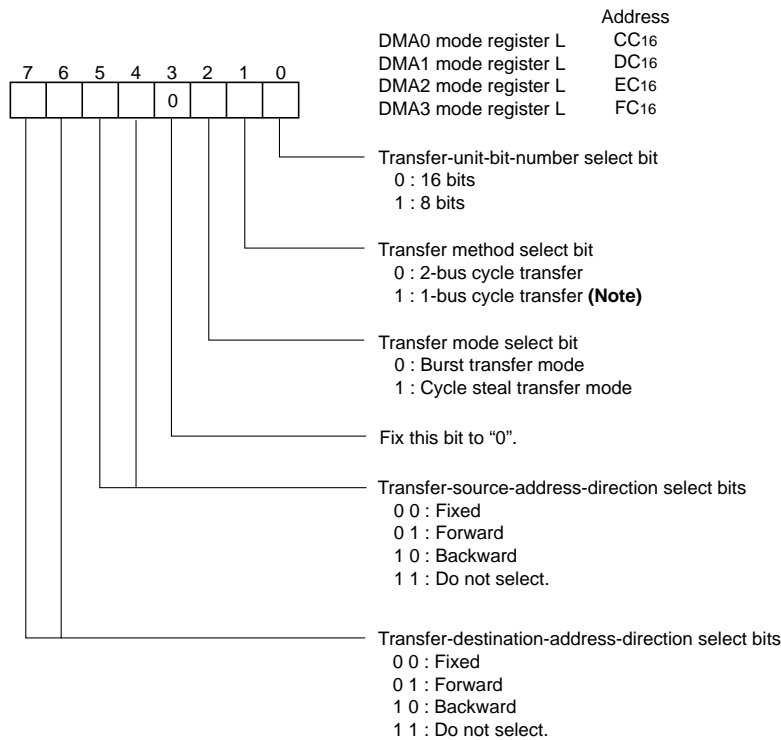 Address
DMA0 mode register L CC16
DMA1 mode register L DC16
DMA2 mode register L EC16
DMA3 mode register L FC16
7 6 5 4 3 2 1 0
0
Transfer-unit-bit-number select bit
0 : 16 bits
1 : 8 bits
Transfer method select bit
0 : 2-bus cycle transfer
1 : 1-bus cycle transfer (Note)
Transfer mode select bit
0 : Burst transfer mode
1 : Cycle steal transfer mode
Fix this bit to “0”.
Transfer-source-address-direction select bits
0 0 : Fixed
0 1 : Forward
1 0 : Backward
1 1 : Do not select.
Transfer-destination-address-direction select bits
0 0 : Fixed
0 1 : Forward
1 0 : Backward
1 1 : Do not select.